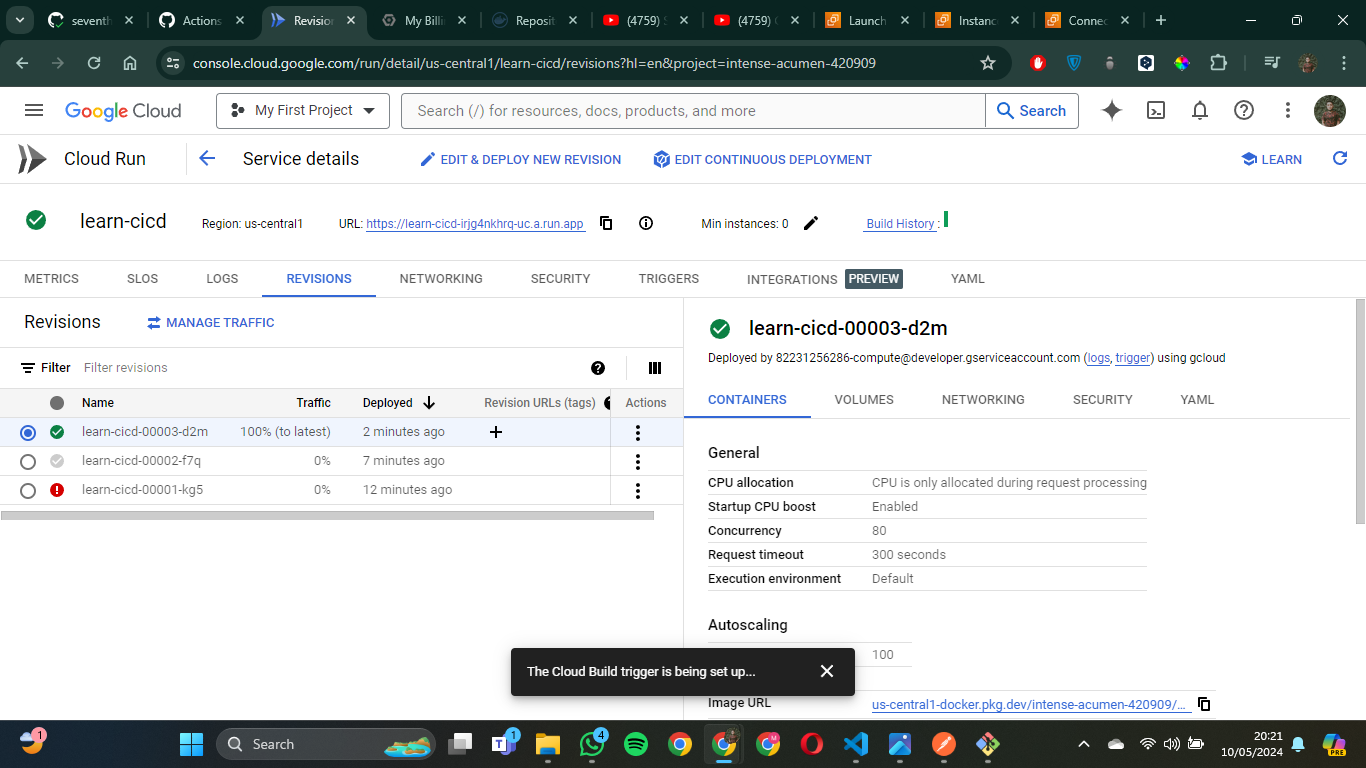 seventh
Actions
Revision
My Billi
Reposit
(4759) S
(4759) C
Launch
Instanc
Connec
console.cloud.google.com/run/detail/us-central1/learn-cicd/revisions?hl=en&project=intense-acumen-420909
Google Cloud
My First Project
Search (/) for resources, docs, products, and more
Search
Cloud Run
Service details
EDIT & DEPLOY NEW REVISION
EDIT CONTINUOUS DEPLOYMENT
LEARN
learn-cicd
Region: us-central1
URL: https://learn-cicd-irjg4nkhrq-uc.a.run.app
Min instances: 0
Build History :
METRICS
SLOS
LOGS
REVISIONS
NETWORKING
SECURITY
TRIGGERS
INTEGRATIONS PREVIEW
YAML
Revisions
MANAGE TRAFFIC
Filter Filter revisions
Name Traffic Deployed Revision URLs (tags) Actions
learn-cicd-00003-d2m 100% (to latest) 2 minutes ago
learn-cicd-00002-f7q 0% 7 minutes ago
learn-cicd-00001-kg5 0% 12 minutes ago
learn-cicd-00003-d2m
Deployed by 82231256286-compute@developer.gserviceaccount.com (logs, trigger) using gcloud
CONTAINERS
VOLUMES
NETWORKING
SECURITY
YAML
General
CPU allocation CPU is only allocated during request processing
Startup CPU boost Enabled
Concurrency 80
Request timeout 300 seconds
Execution environment Default
Autoscaling
100
The Cloud Build trigger is being set up...
Image URL us-central1-docker.pkg.dev/intense-acumen-420909/...
1
Search
1
4
M
PRE
20:21
10/05/2024